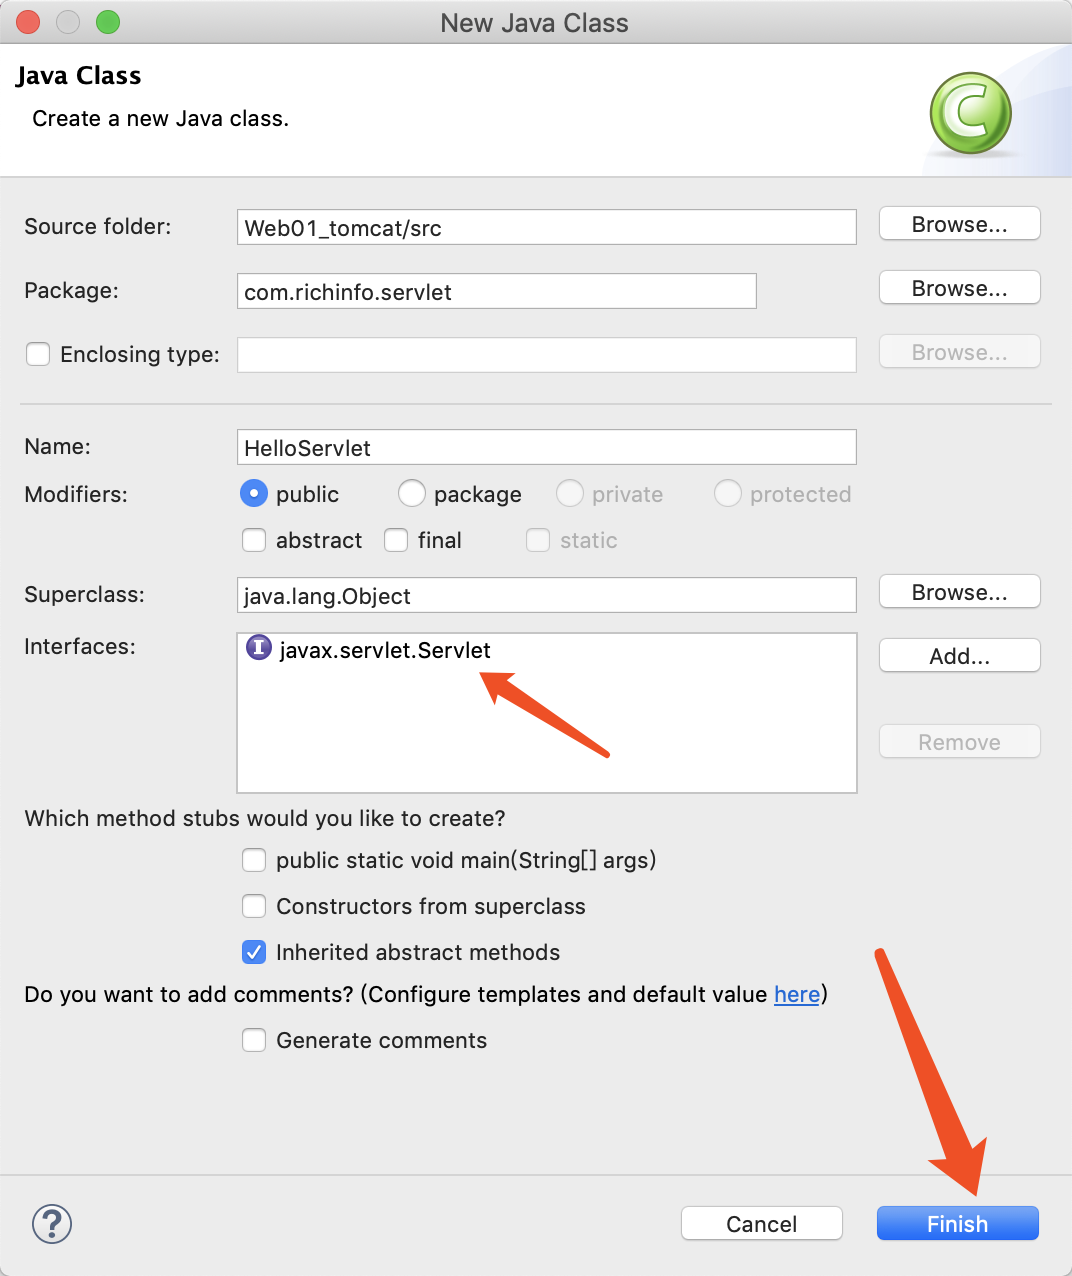 New Java Class
Java Class
Create a new Java class.
Source folder: Web01_tomcat/src Browse...
Package: com.richinfo.servlet Browse...
Enclosing type: Browse...
Name: HelloServlet
Modifiers: public package private protected
abstract final static
Superclass: java.lang.Object Browse...
Interfaces: javax.servlet.Servlet Add...
Remove
Which method stubs would you like to create?
public static void main(String[] args)
Constructors from superclass
Inherited abstract methods
Do you want to add comments? (Configure templates and default value here)
Generate comments
Cancel Finish